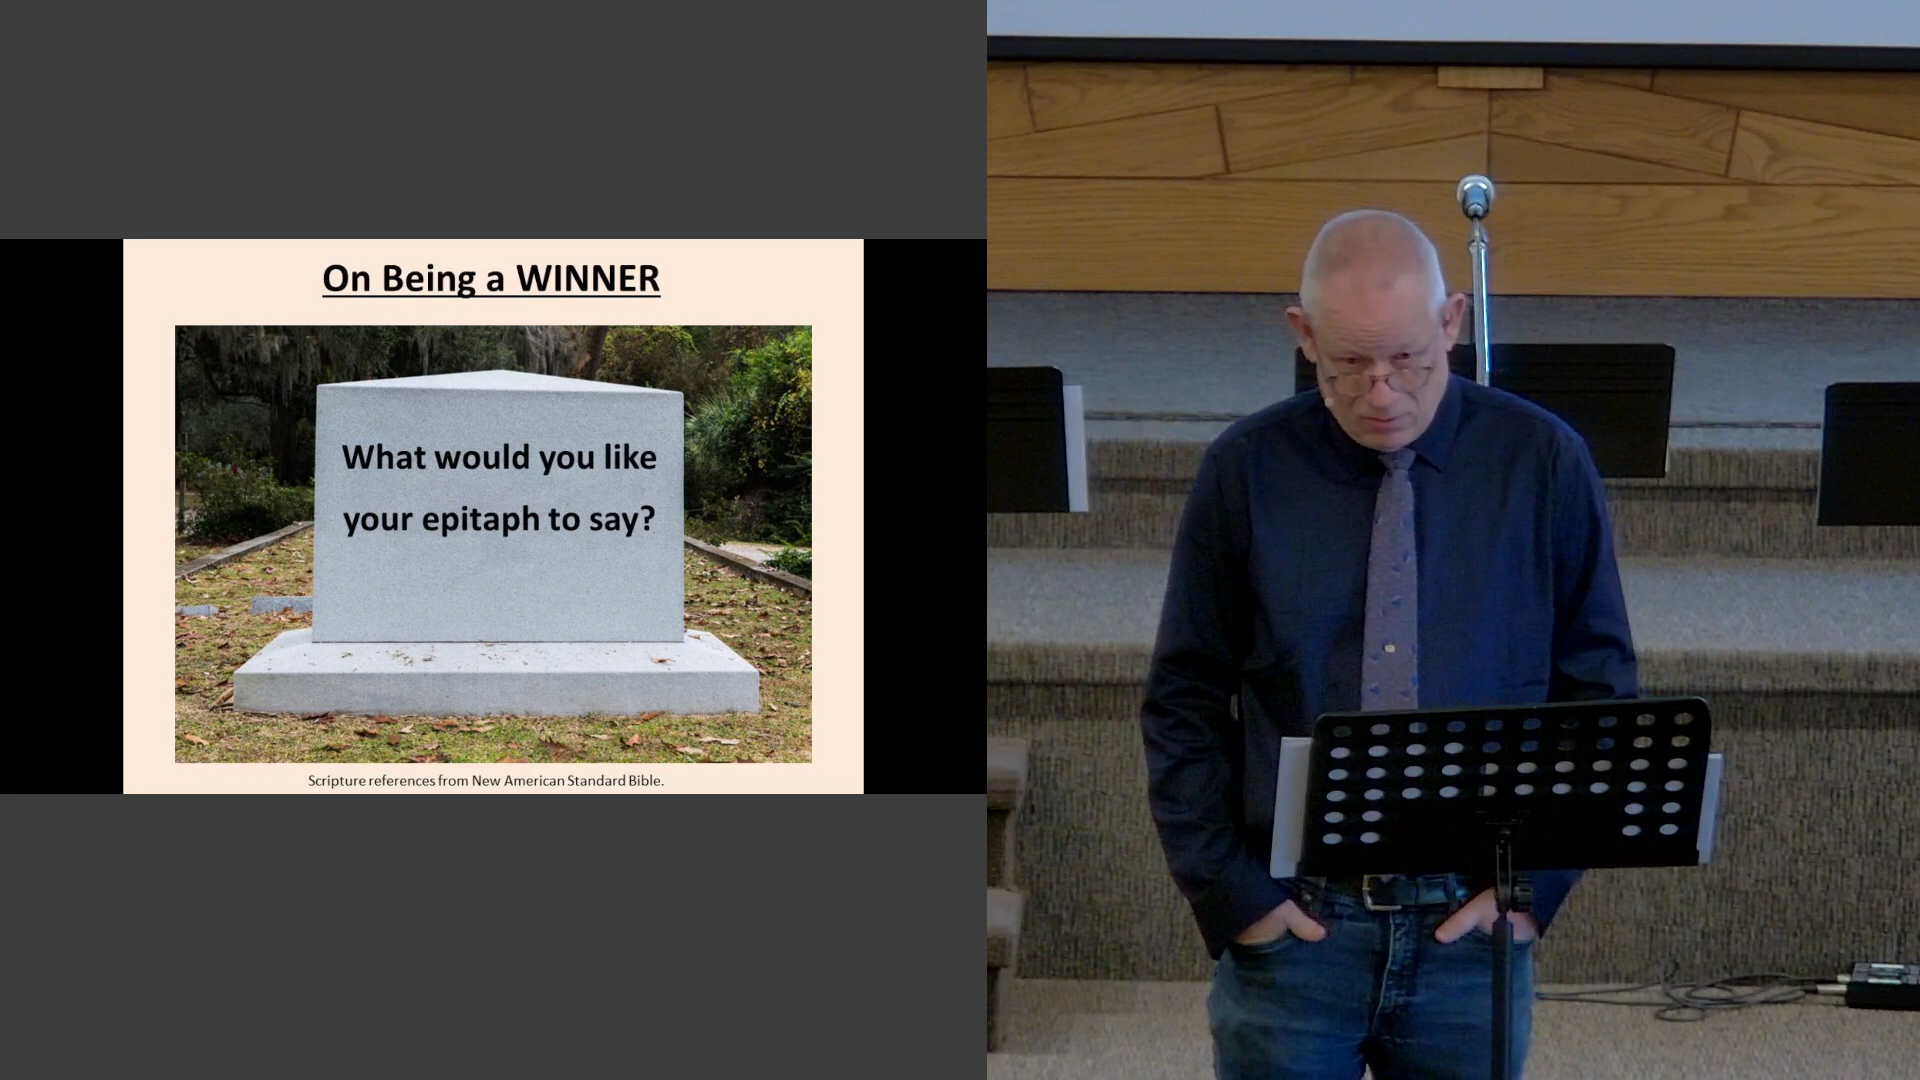 On Being a WINNER
What would you like
your epitaph to say?
Scripture references from New American Standard Bible.